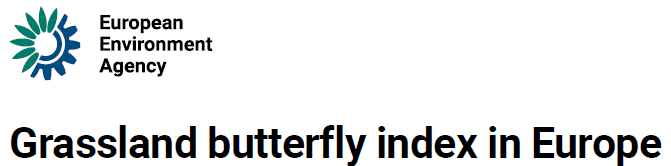 European
Environment
Agency
Grassland butterfly index in Europe